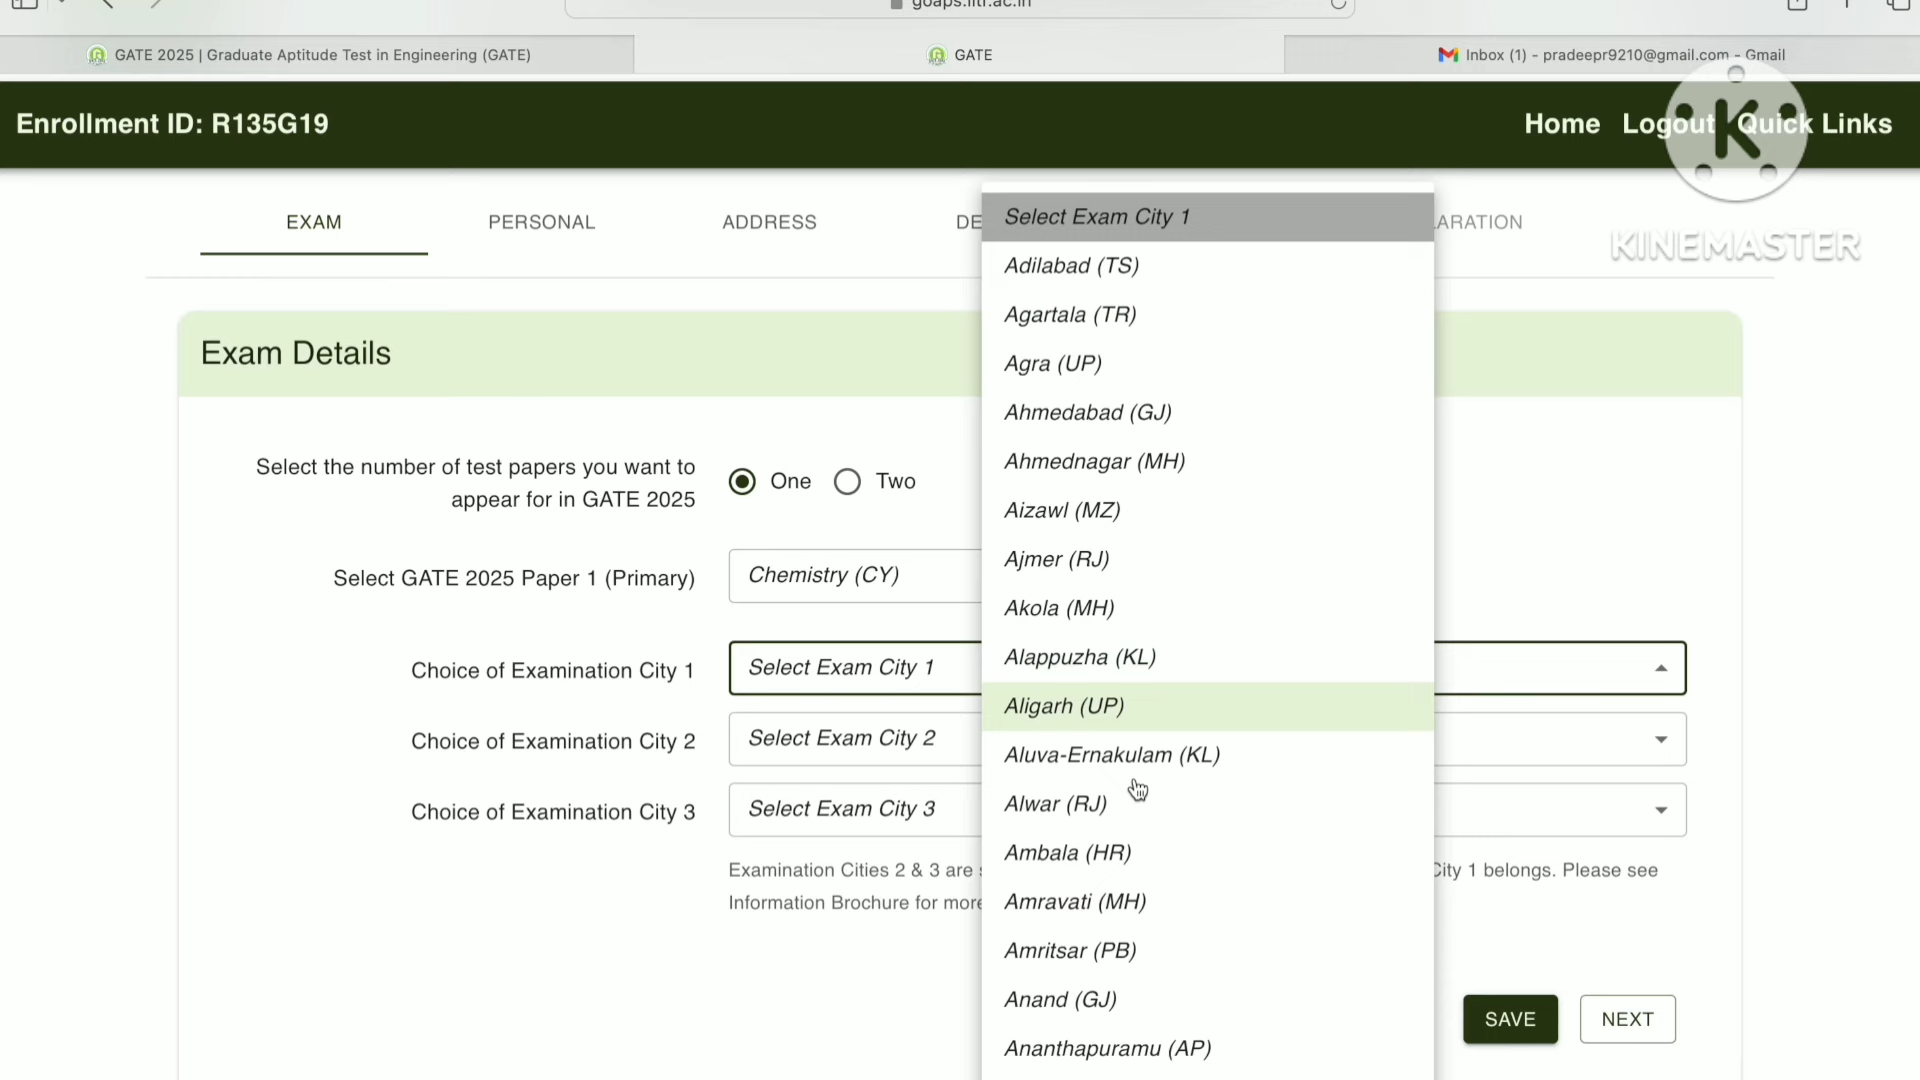 goaps.iitr.ac.in
GATE 2025 | Graduate Aptitude Test in Engineering (GATE)
GATE
Inbox (1) - pradeepr9210@gmail.com - Gmail
Enrollment ID: R135G19
Home
Logout
Quick Links
K
KINEMASTER
EXAM
PERSONAL
ADDRESS
DE
ARATION
Exam Details
Select the number of test papers you want to
appear for in GATE 2025
One
Two
Select GATE 2025 Paper 1 (Primary)
Chemistry (CY)
Choice of Examination City 1
Select Exam City 1
Choice of Examination City 2
Select Exam City 2
Choice of Examination City 3
Select Exam City 3
Examination Cities 2 & 3 are
City 1 belongs. Please see
Information Brochure for more
Select Exam City 1
Adilabad (TS)
Agartala (TR)
Agra (UP)
Ahmedabad (GJ)
Ahmednagar (MH)
Aizawl (MZ)
Ajmer (RJ)
Akola (MH)
Alappuzha (KL)
Aligarh (UP)
Aluva-Ernakulam (KL)
Alwar (RJ)
Ambala (HR)
Amravati (MH)
Amritsar (PB)
Anand (GJ)
Ananthapuramu (AP)
SAVE
NEXT